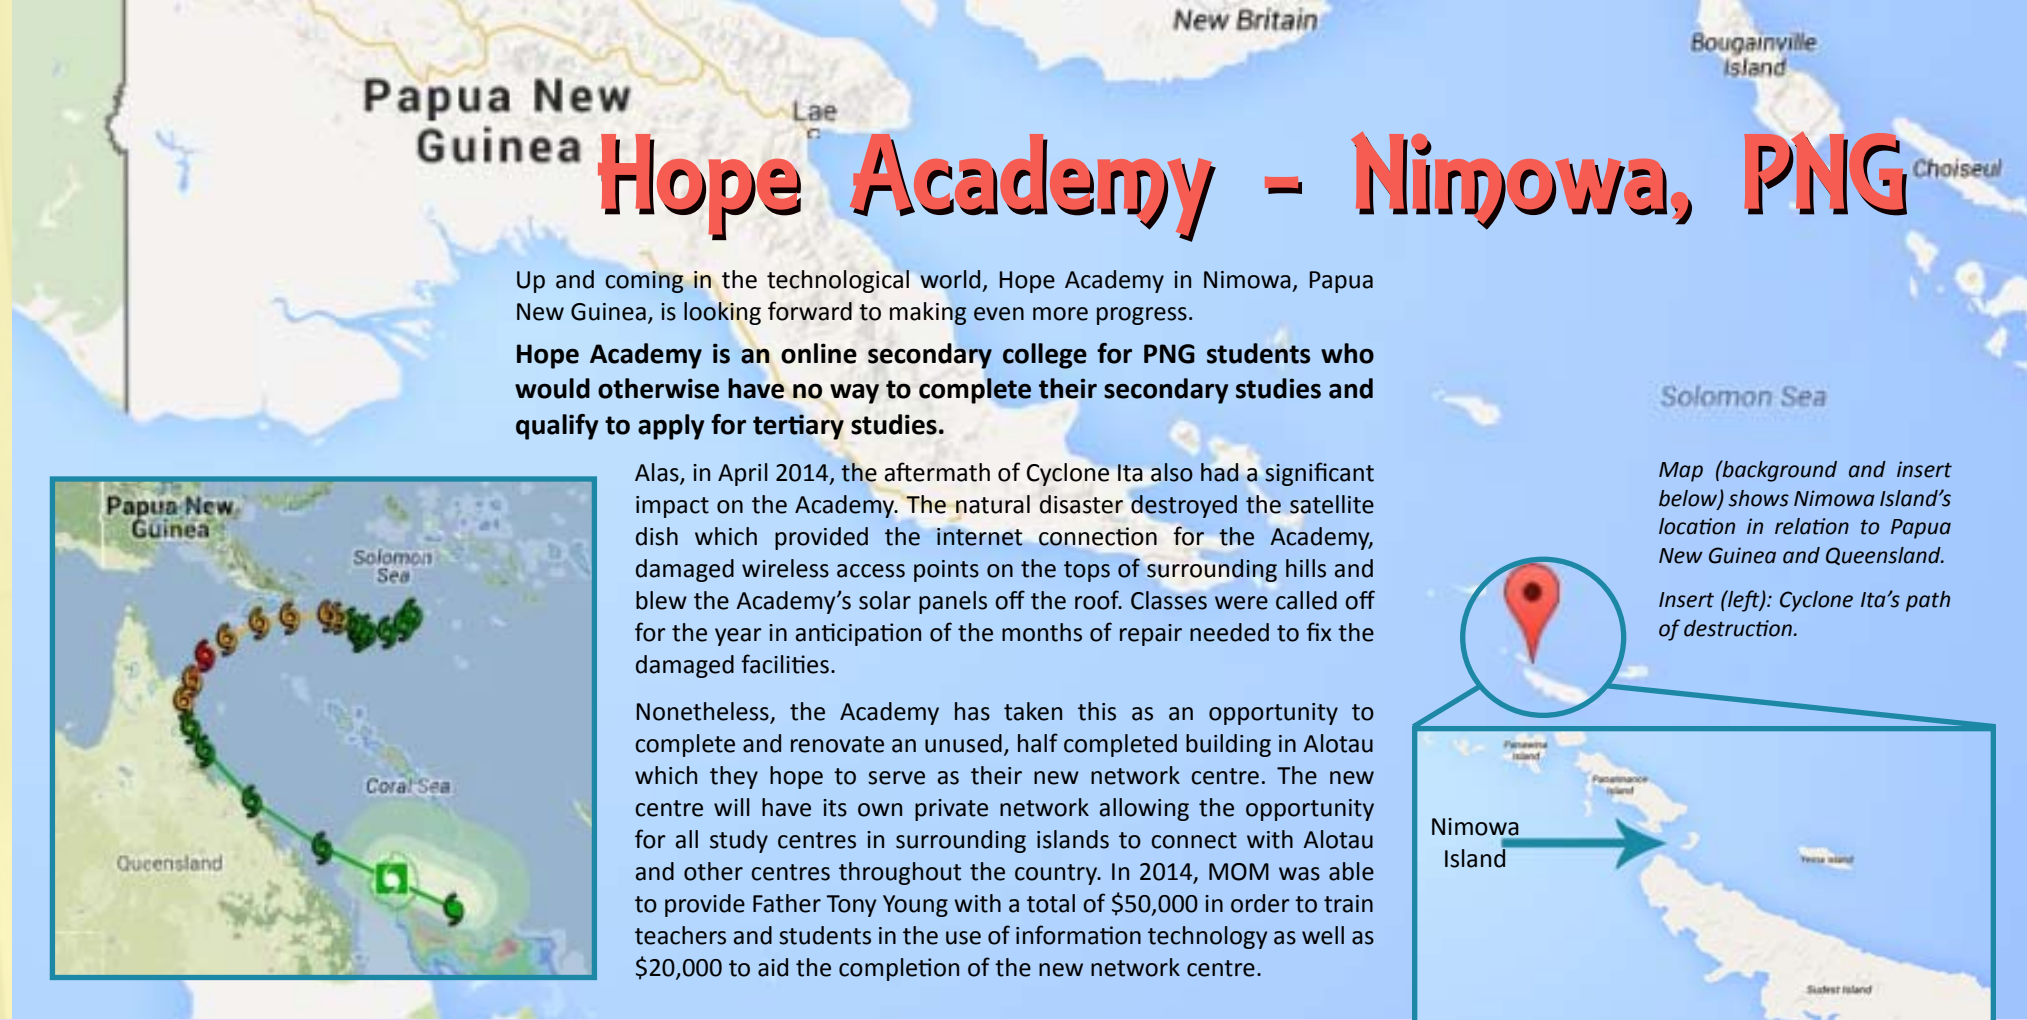 New Britain
Bougainville
Island
Papua New
Guinea
Lae
Choiseul
Hope Academy - Nimowa, PNG
Up and coming in the technological world, Hope Academy in Nimowa, Papua
New Guinea, is looking forward to making even more progress.
Hope Academy is an online secondary college for PNG students who
would otherwise have no way to complete their secondary studies and
qualify to apply for tertiary studies.
Alas, in April 2014, the aftermath of Cyclone Ita also had a significant
impact on the Academy. The natural disaster destroyed the satellite
dish which provided the internet connection for the Academy,
damaged wireless access points on the tops of surrounding hills and
blew the Academy's solar panels off the roof. Classes were called off
for the year in anticipation of the months of repair needed to fix the
damaged facilities.
Nonetheless, the Academy has taken this as an opportunity to
complete and renovate an unused, half completed building in Alotau
which they hope to serve as their new network centre. The new
centre will have its own private network allowing the opportunity
for all study centres in surrounding islands to connect with Alotau
and other centres throughout the country. In 2014, MOM was able
to provide Father Tony Young with a total of $50,000 in order to train
teachers and students in the use of information technology as well as
$20,000 to aid the completion of the new network centre.
Papua New
Guinea
Solomon
Sea
Coral Sea
Queensland
Solomon Sea
Map (background and insert
below) shows Nimowa Island's
location in relation to Papua
New Guinea and Queensland.
Insert (left): Cyclone Ita's path
of destruction.
Island
Island
Nimowa
Island
Island
Sudest Island